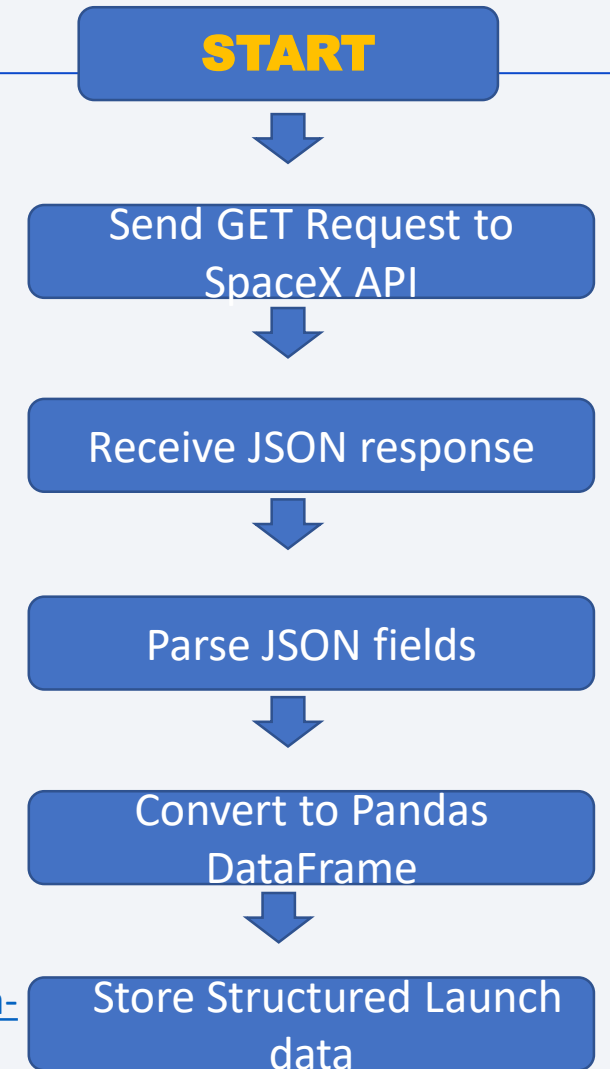 START
Send GET Request to
SpaceX API
Receive JSON response
Parse JSON fields
Convert to Pandas
DataFrame
Store Structured Launch
data